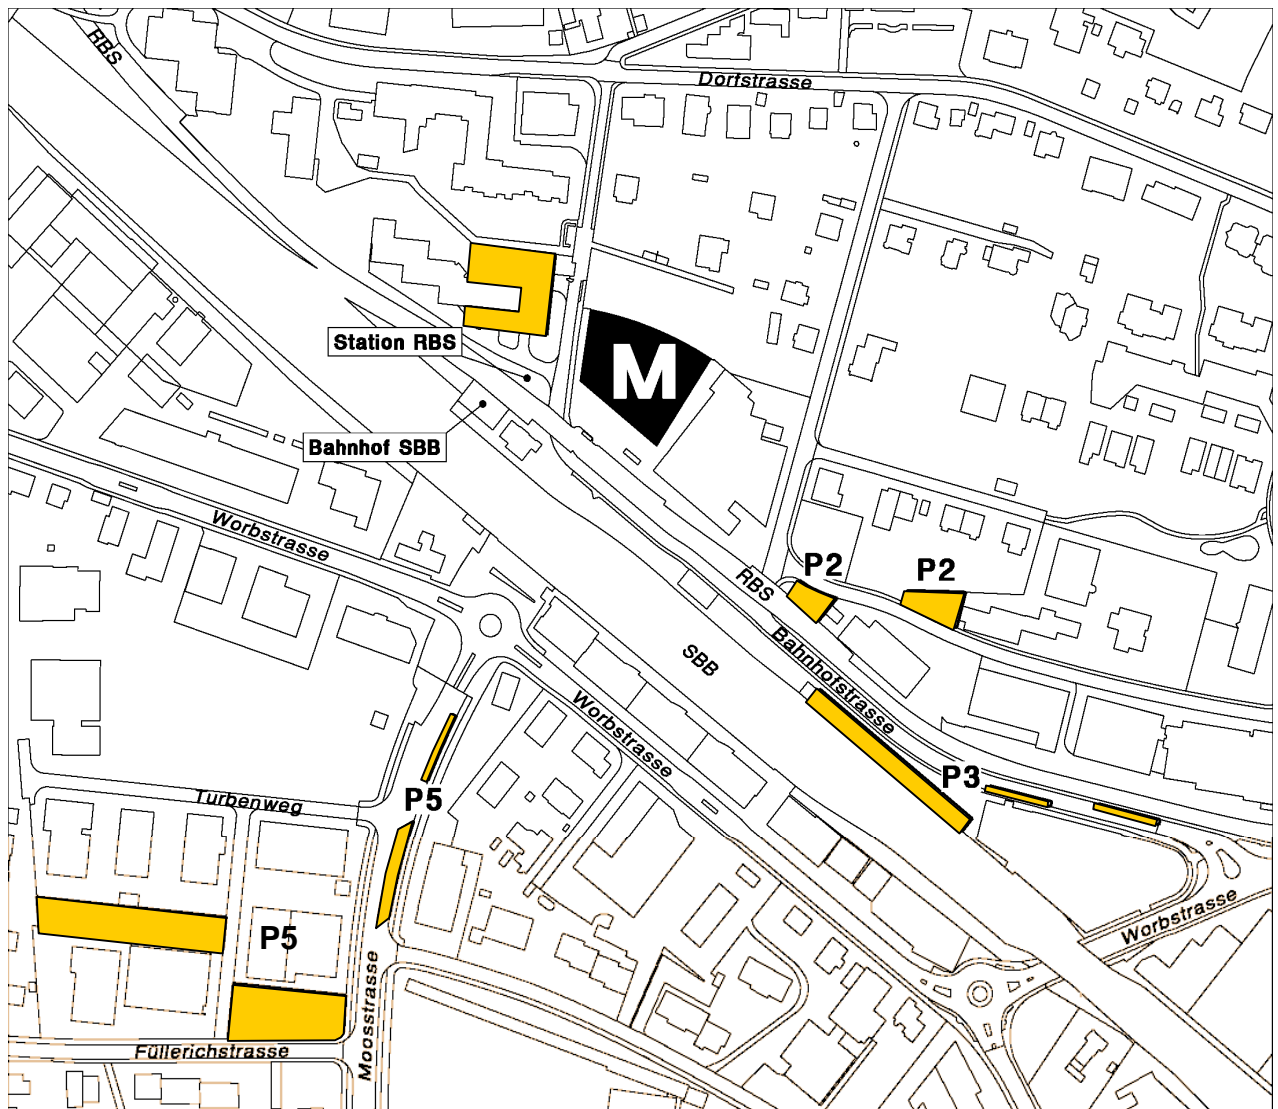 RBS
Dorfstrasse
Station RBS
M
Bahnhof SBB
Worbstrasse
P2
P2
RBS
Bahnhofstrasse
SBB
Worbstrasse
P3
P5
Turbenweg
Worbstrasse
P5
Moosstrasse
Füllerichstrasse